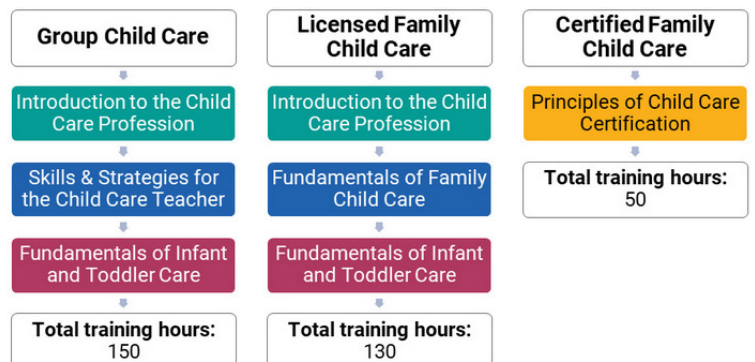 Group Child Care
Introduction to the Child
Care Profession
Skills & Strategies for
the Child Care Teacher
Fundamentals of Infant
and Toddler Care
Total training hours:
150
Licensed Family
Child Care
Introduction to the Child
Care Profession
Fundamentals of Family
Child Care
Fundamentals of Infant
and Toddler Care
Total training hours:
130
Certified Family
Child Care
Principles of Child Care
Certification
Total training hours:
50